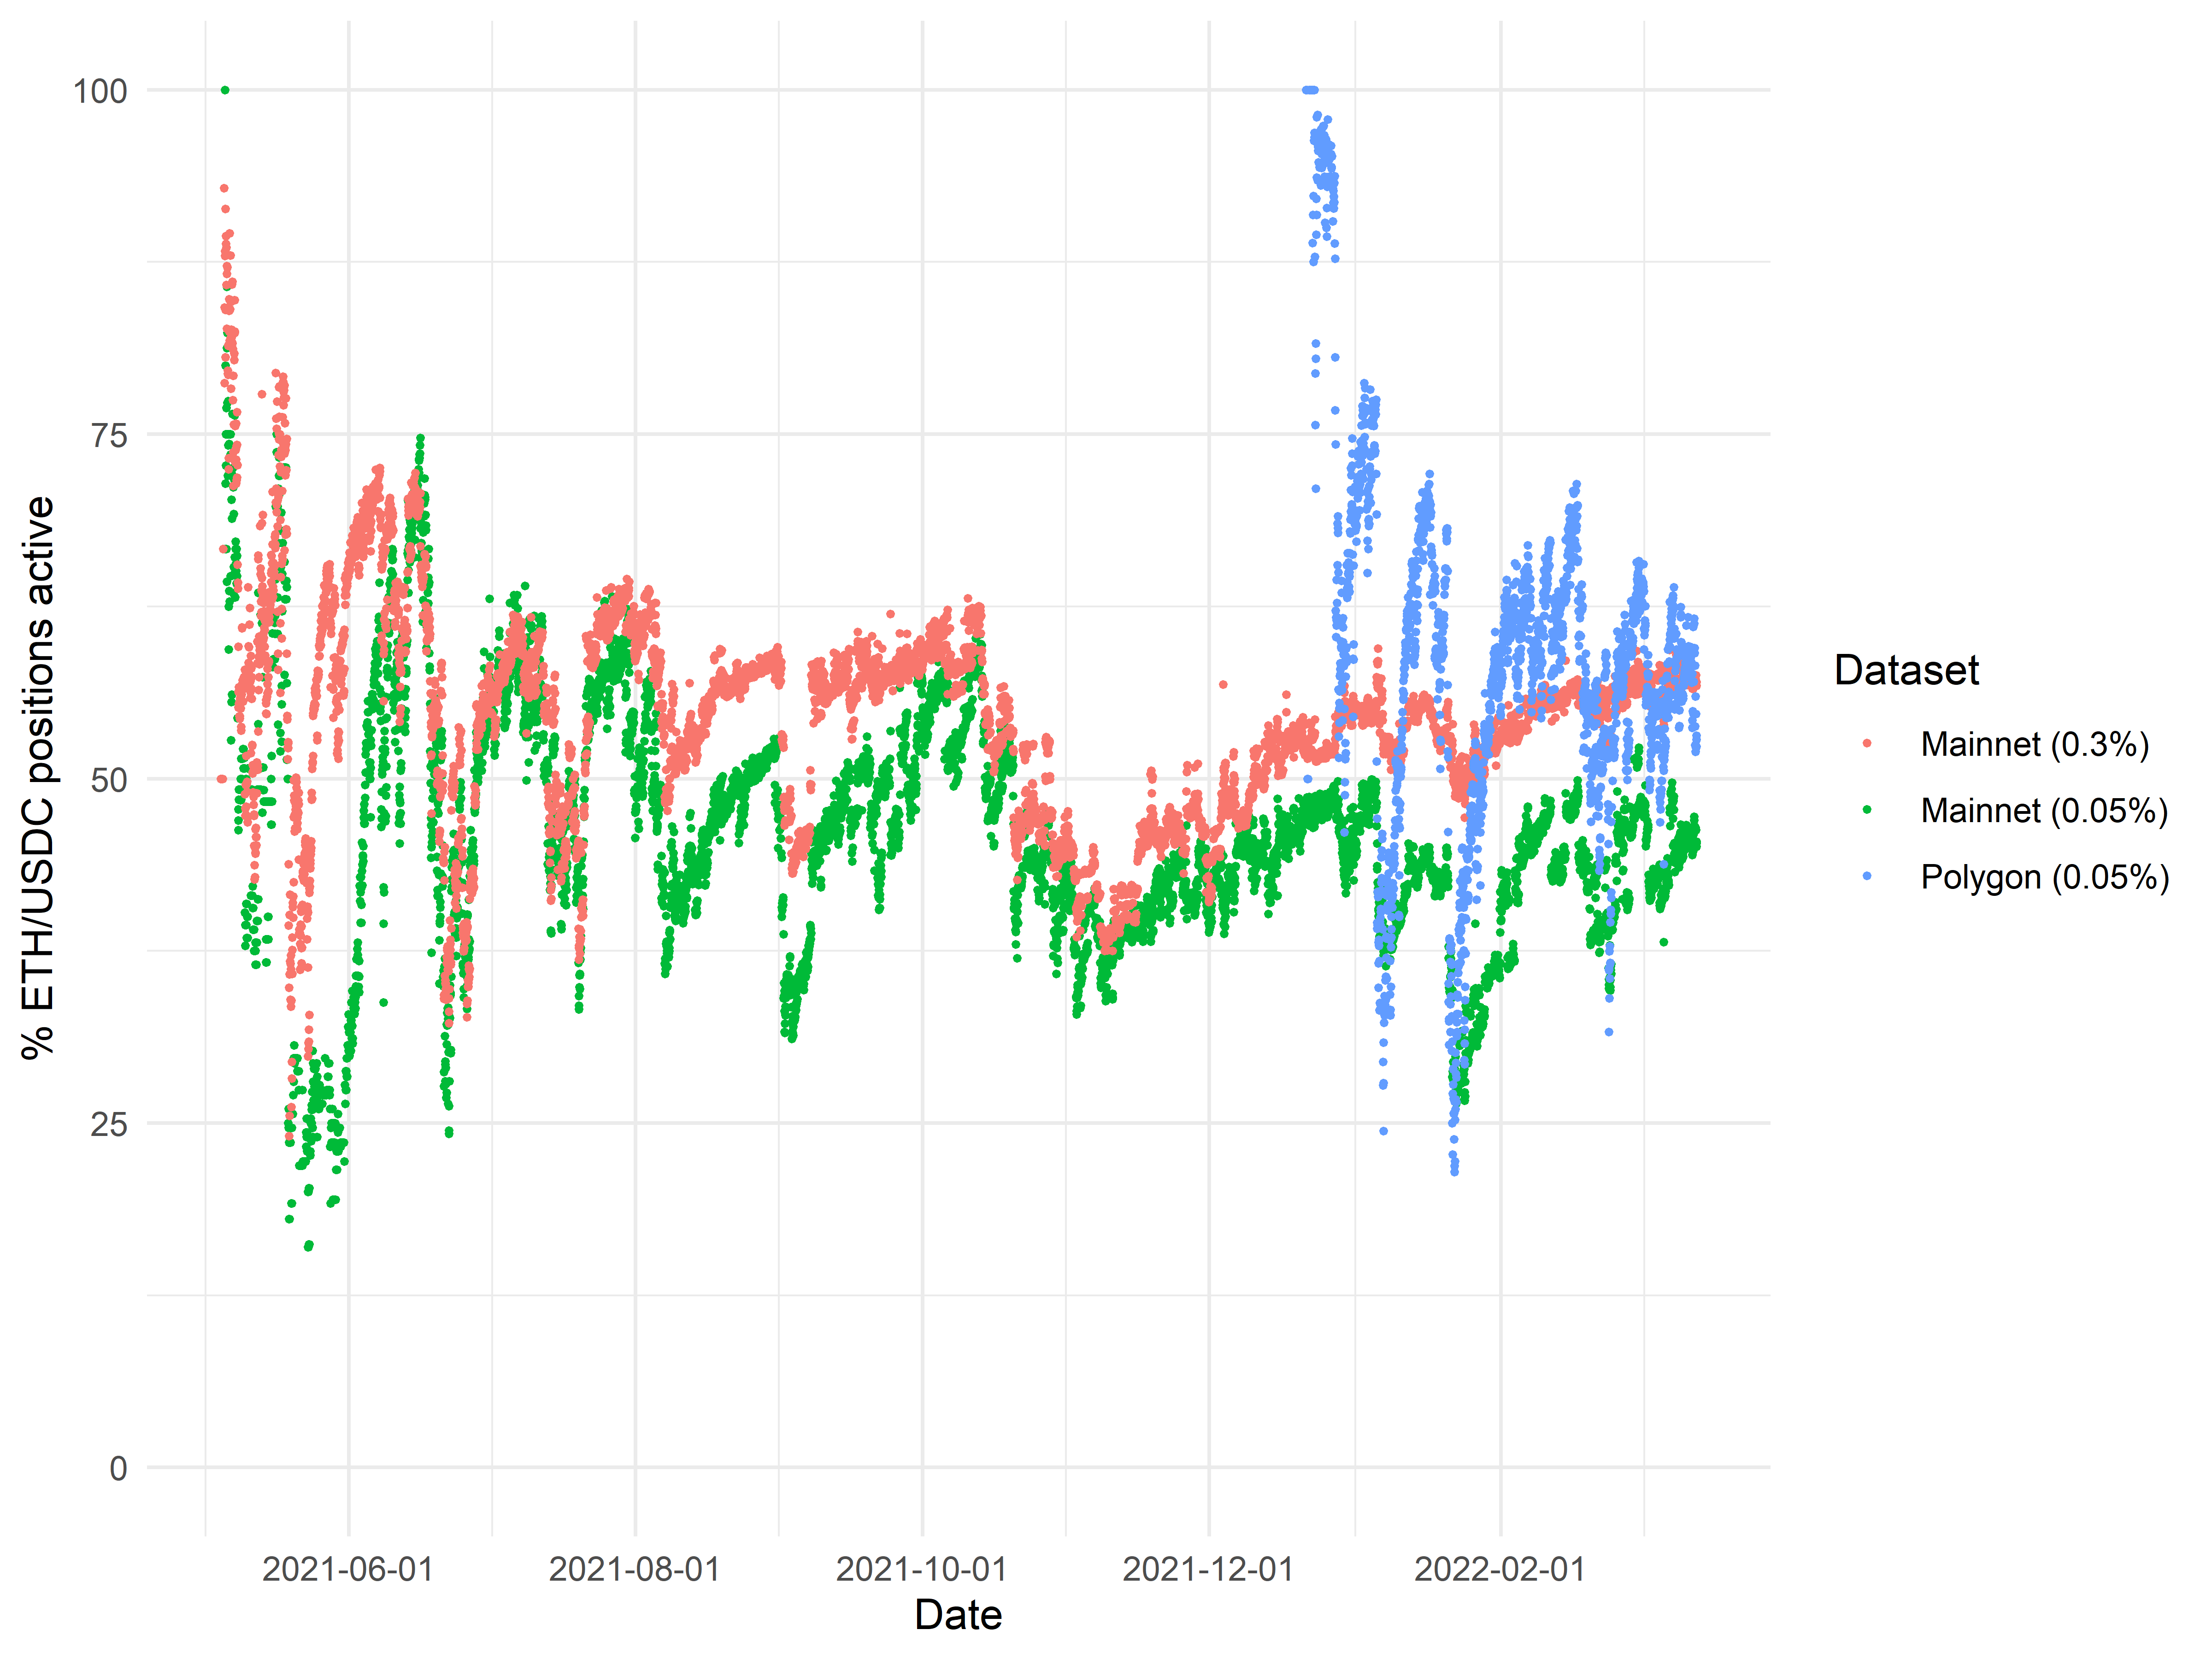 % ETH/USDC positions active
100
75
50
25
0
2021-06-01
2021-08-01
2021-10-01
2021-12-01
2022-02-01
Date
Dataset
Mainnet (0.3%)
Mainnet (0.05%)
Polygon (0.05%)